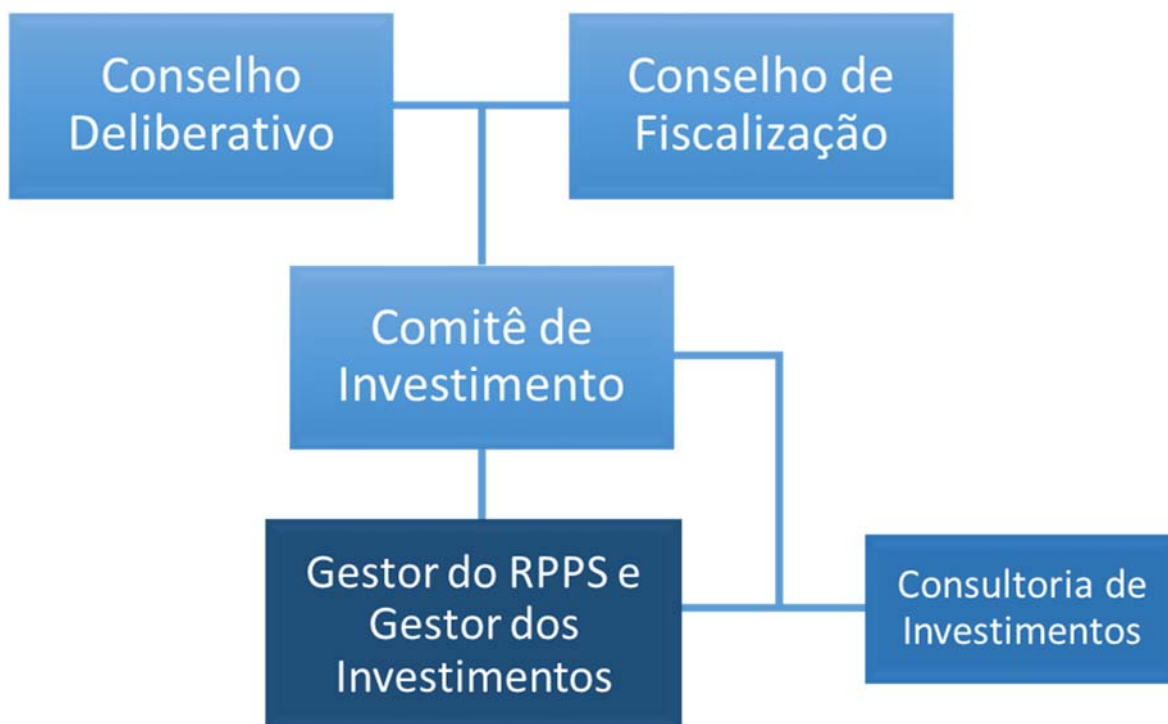 Conselho
Deliberativo
Conselho de
Fiscalização
Comitê de
Investimento
Gestor do RPPS e
Gestor dos
Investimentos
Consultoria de
Investimentos